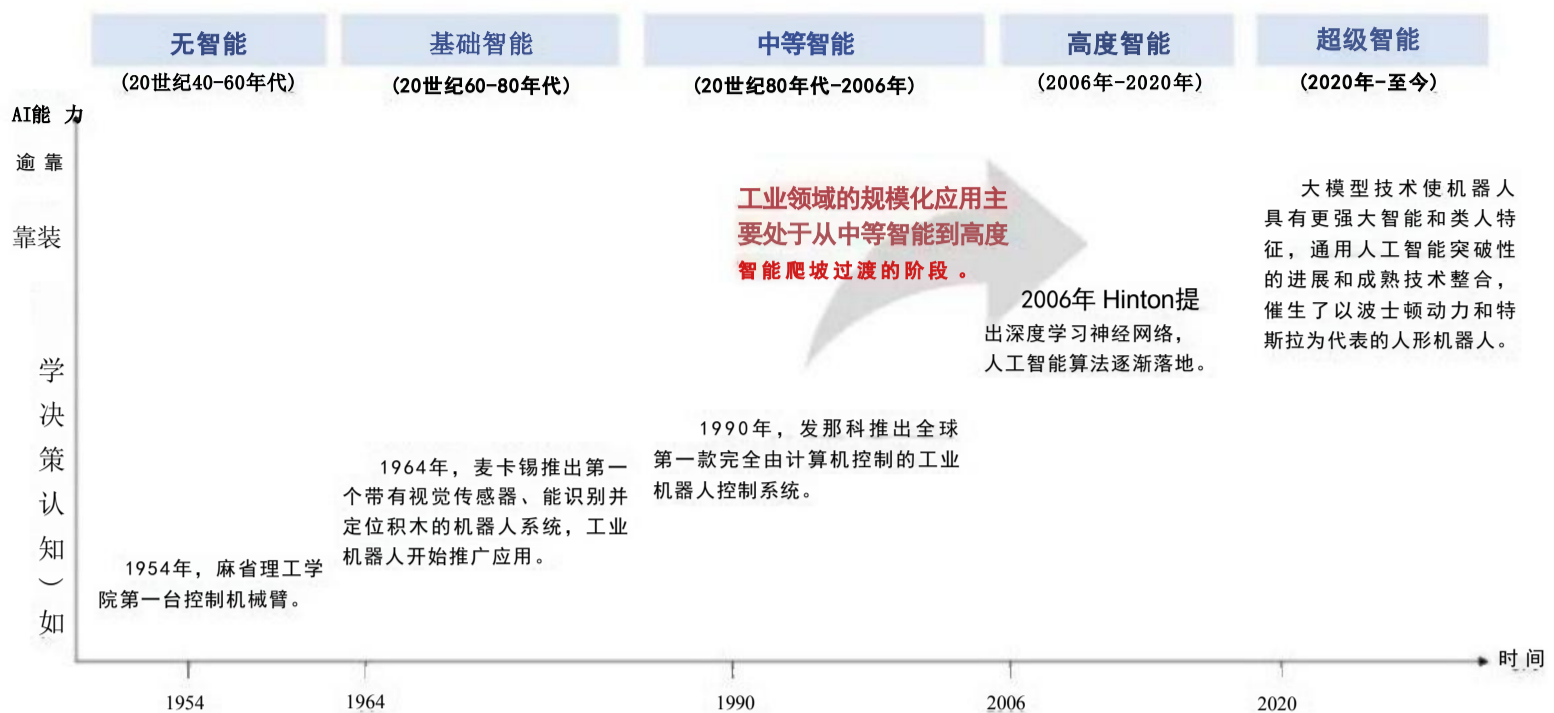 无智能
(20世纪40-60年代)
基础智能
(20世纪60-80年代)
中等智能
(20世纪80年代-2006年)
高度智能
(2006年-2020年)
超级智能
(2020年-至今)
AI能 力
逾 靠
靠装
学
决
策
认
知
）
如
工业领域的规模化应用主
要处于从中等智能到高度
智能爬坡过渡的阶段 。
大模型技术使机器人
具有更强大智能和类人特
征，通用人工智能突破性
的进展和成熟技术整合，
催生了以波士顿动力和特
斯拉为代表的人形机器人。
2006年 Hinton提
出深度学习神经网络，
人工智能算法逐渐落地。
1990年，发那科推出全球
第一款完全由计算机控制的工业
机器人控制系统。
1964年，麦卡锡推出第一
个带有视觉传感器、能识别并
定位积木的机器人系统，工业
机器人开始推广应用。
1954年，麻省理工学
院第一台控制机械臂。
时间
1954
1964
1990
2006
2020